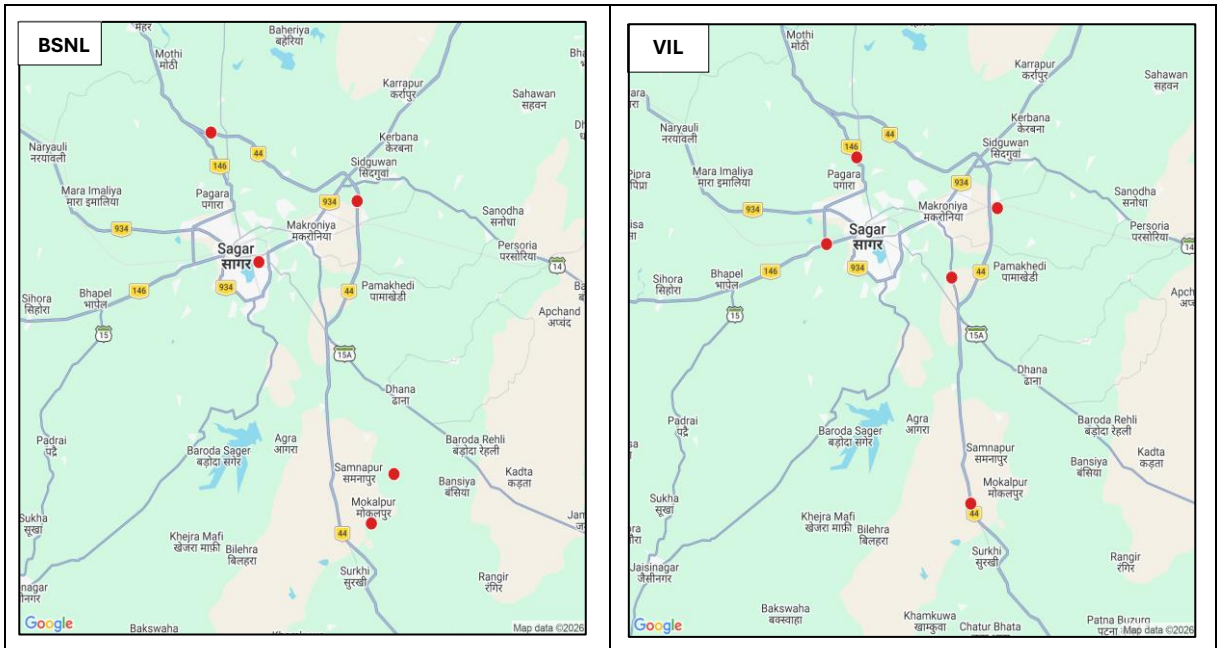 BSNL
मेहर
Baheriya
बहेरिया
Mothi
मोठी
Karrapur
कर्रापुर
Sahawan
सहवन
Naryauli
नरयावली
44
Kerbana
केरबना
Sidguwan
सिदगुवां
146
Mara Imaliya
मारा इमालिया
Pagara
पगारा
934
Sanodha
सनोधा
Makroniya
मकरोनिया
934
Sagar
सागर
Persoria
परसोरिया
14
Sihora
सिहोरा
Bhapel
भापेल
146
934
44
Pamakhedi
पामाखेडी
Apchand
अपचंद
15
15A
Dhana
ढाना
Padrai
पद्रै
Baroda Sager
बड़ोदा सगेर
Agra
आगरा
Baroda Rehli
बड़ोदा रेहली
Samnapur
समनापुर
Bansiya
बंसिया
Kadta
कड़ता
Sukha
सूखा
Mokalpur
मोकलपुर
Khejra Mafi
खेजरा माफ़ी
Bilehra
बिलहरा
44
Surkhi
सुरखी
Rangir
रंगिर
Bakswaha
Google
Map data ©2026
VIL
Mothi
मोठी
Karrapur
कर्रापुर
Sahawan
सहवन
Naryauli
नरयावली
44
Kerbana
केरबना
146
Sidguwan
सिदगुवां
Pipra
पिप्रा
Mara Imaliya
मारा इमालिया
Pagara
पगारा
934
Sanodha
सनोधा
934
Makroniya
मकरोनिया
Sagar
सागर
Persoria
परसोरिया
14
Sihora
सिहोरा
Bhapel
भापेल
146
934
44
Pamakhedi
पामाखेडी
15
15A
Dhana
ढाना
Padrai
पद्रै
Baroda Sager
बड़ोदा सगेर
Agra
आगरा
Baroda Rehli
बड़ोदा रेहली
Samnapur
समनापुर
Bansiya
बंसिया
Kadta
कड़ता
Sukha
सूखा
Mokalpur
मोकलपुर
Khejra Mafi
खेजरा माफ़ी
Bilehra
बिलहरा
44
Surkhi
सुरखी
Rangir
रंगिर
Jaisinagar
जैसीनगर
Bakswaha
बक्स्वाहा
Khamkuwa
खाम्कुवा
Chatur Bhata
Patna Buzurg
पटना
Google
Map data ©2026